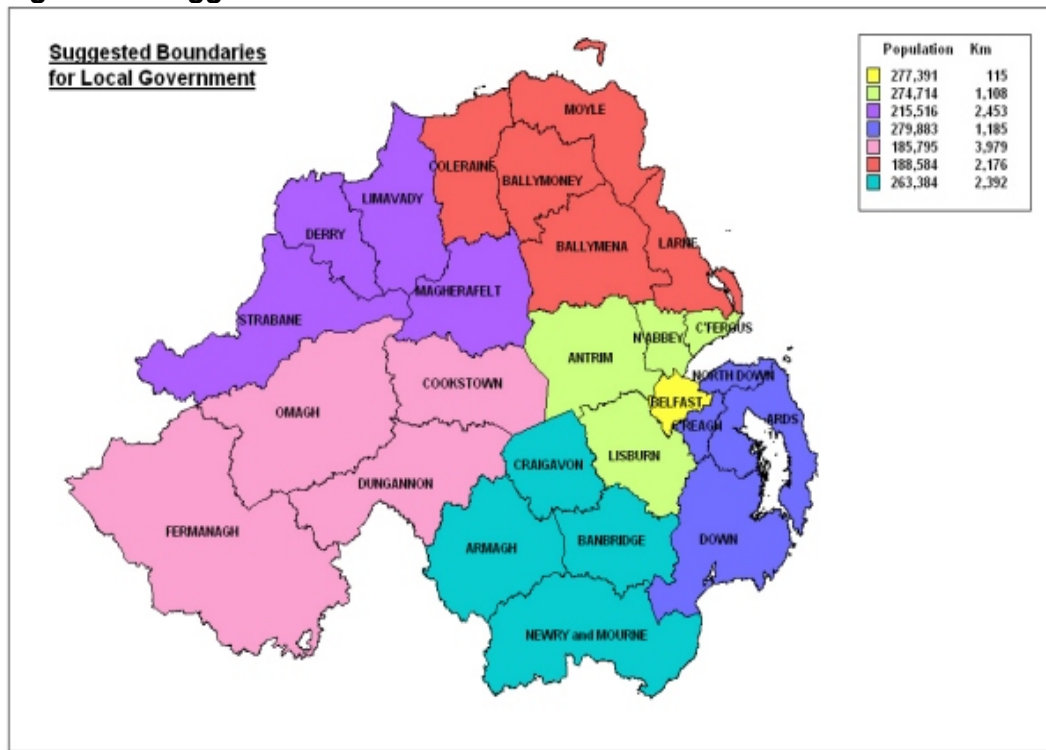 Suggested Boundaries
for Local Government
Population Km
277,391 115
274,714 1,108
215,516 2,453
279,883 1,185
185,795 3,979
188,584 2,176
263,384 2,392
MOYLE
COLERAINE
BALLYMONEY
LIMAVADY
DERRY
BALLYMENA
LARNE
MAGHERAFELT
STRABANE
C'FERGUS
N'ABBEY
ANTRIM
NORTH DOWN
COOKSTOWN
BELFAST
OMAGH
ARDS
C'REAGH
LISBURN
CRAIGAVON
DUNGANNON
FERMANAGH
ARMAGH
BANBRIDGE
DOWN
NEWRY and MOURNE